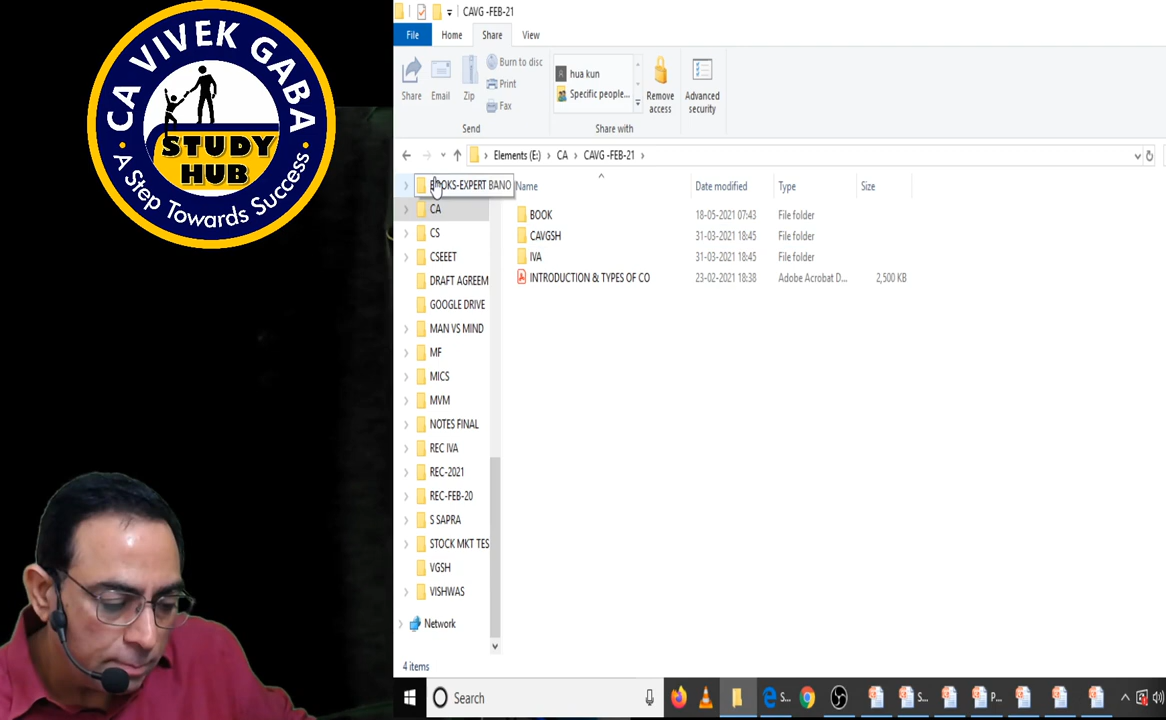 CA VIVEK GABA
STUDY
HUB
A Step Towards Success
CAVG -FEB-21
File Home Share View
Share
Email
Zip
Burn to disc
Print
Fax
Send
hua kun
Specific people...
Share with
Remove access
Advanced security
Elements (E:) CA CAVG -FEB-21
BOOKS-EXPERT BANO
CA
CS
CSEEET
DRAFT AGREEM
GOOGLE DRIVE
MAN VS MIND
MF
MICS
MVM
NOTES FINAL
REC IVA
REC-2021
REC-FEB-20
S SAPRA
STOCK MKT TES
VGSH
VISHWAS
Network
Name Date modified Type Size
BOOK 18-05-2021 07:43 File folder
CAVGSH 31-03-2021 18:45 File folder
IVA 31-03-2021 18:45 File folder
INTRODUCTION & TYPES OF CO 23-02-2021 18:38 Adobe Acrobat D... 2,500 KB
4 items
Search
S...
S...
P...